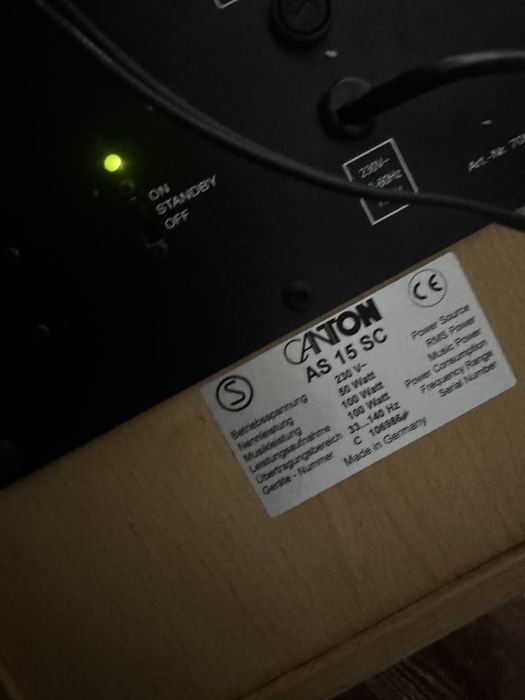 ON
STANDBY
OFF
230V~
Art.-Nr.
CE
CANTON
AS 15 SC
S
Betriebsspannung 230 V~ Power Source
Nennleistung 50 Watt RMS Power
Musikleistung 100 Watt Music Power
Leistungsaufnahme 100 Watt Power Consumption
Übertragungsbereich 33...140 Hz Frequency Range
Geräte - Nummer C Serial Number
Made in Germany